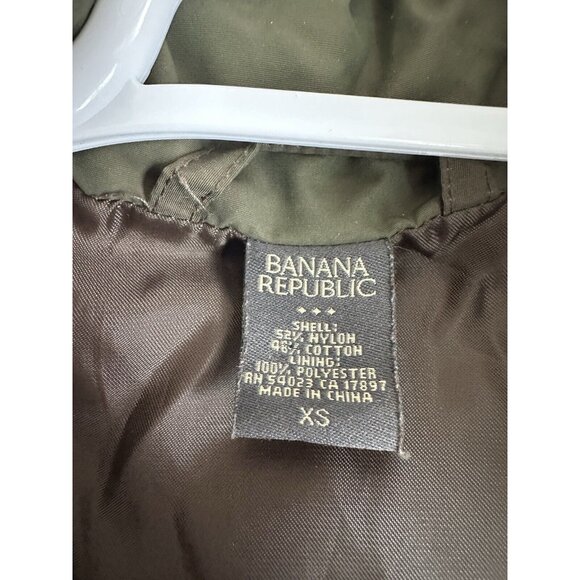 BANANA
REPUBLIC
SHELL:
52% NYLON
48% COTTON
LINING:
100% POLYESTER
RN 54023 CA 17897
MADE IN CHINA
XS